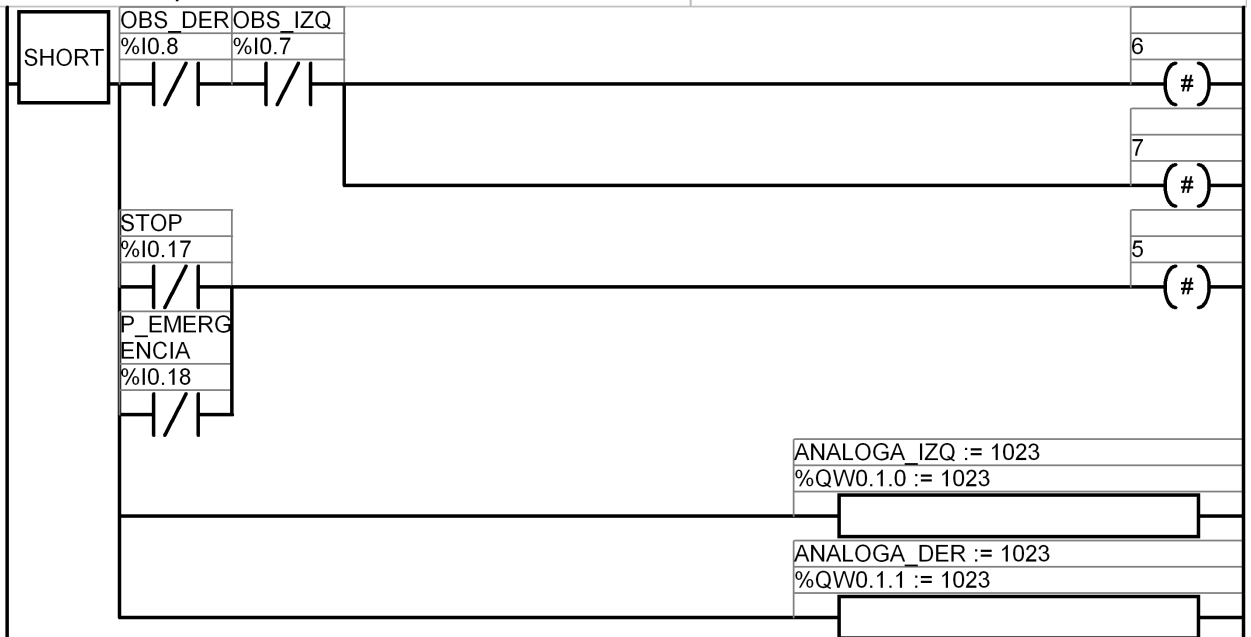 SHORT
OBS_DER
OBS_IZQ
%I0.8
%I0.7
6
(#)
7
(#)
STOP
%I0.17
5
(#)
P_EMERG
ENCIA
%I0.18
ANALOGA_IZQ := 1023
%QW0.1.0 := 1023
ANALOGA_DER := 1023
%QW0.1.1 := 1023